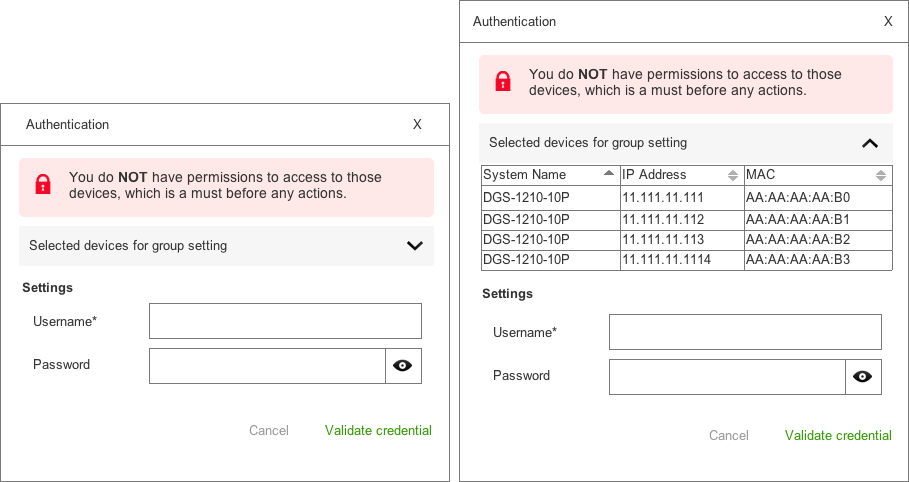 Authentication X
You do NOT have permissions to access to those
devices, which is a must before any actions.
Selected devices for group setting
Settings
Username*
Password
Cancel Validate credential
Authentication X
You do NOT have permissions to access to those
devices, which is a must before any actions.
Selected devices for group setting
System Name IP Address MAC
DGS-1210-10P 11.111.11.111 AA:AA:AA:AA:B0
DGS-1210-10P 11.111.11.112 AA:AA:AA:AA:B1
DGS-1210-10P 11.111.11.113 AA:AA:AA:AA:B2
DGS-1210-10P 11.111.11.1114 AA:AA:AA:AA:B3
Settings
Username*
Password
Cancel Validate credential